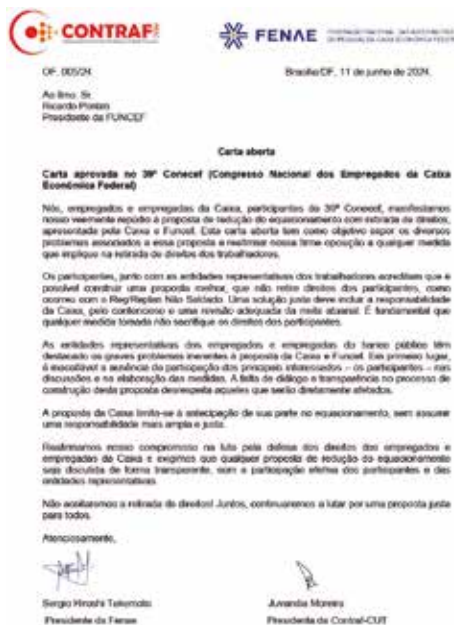 CONTRAF
FENAE
OF. 005/24
Brasília/DF, 11 de junho de 2024.
Ao Ilmo. Sr.
Ricardo Pontes
Presidente da FUNCEF
Carta aberta
Carta aprovada no 39º Conecef (Congresso Nacional dos Empregados da Caixa
Econômica Federal)
Nós, empregados e empregadas da Caixa, participantes do 39º Conecef, manifestamos
nosso veemente repúdio à proposta de redução do equacionamento com retirada de direitos,
apresentada pela Caixa e Funcef. Esta carta aberta tem como objetivo expor os diversos
problemas associados a essa proposta e reafirmar nossa firme oposição a qualquer medida
que implique na retirada de direitos dos trabalhadores.
Os participantes, junto com as entidades representativas dos trabalhadores acreditam que é
possível construir uma proposta melhor, que não retire direitos dos participantes, como
ocorreu com o Reg/Replan Não Saldado. Uma solução justa deve incluir a responsabilidade
da Caixa, pelo contencioso e uma revisão adequada da meta atuarial. É fundamental que
qualquer medida tomada não sacrifique os direitos dos participantes.
As entidades representativas dos empregados e empregadas do banco público têm
destacado os graves problemas inerentes à proposta da Caixa e Funcef. Em primeiro lugar,
é inaceitável a ausência de participação dos principais interessados – os participantes – nas
discussões e na elaboração das medidas. A falta de diálogo e transparência no processo de
construção desta proposta desrespeita aqueles que serão diretamente afetados.
A proposta da Caixa limita-se à antecipação de sua parte no equacionamento, sem assumir
uma responsabilidade mais ampla e justa.
Reafirmamos nosso compromisso na luta pela defesa dos direitos dos empregados e
empregadas da Caixa e exigimos que qualquer proposta de redução do equacionamento
seja discutida de forma transparente, com a participação efetiva dos participantes e das
entidades representativas.
Não aceitaremos a retirada de direitos! Juntos, continuaremos a lutar por uma proposta justa
para todos.
Atenciosamente,
Sergio Hiroshi Takemoto
Juvandia Moreira
Presidente da Fenae
Presidenta da Contraf-CUT